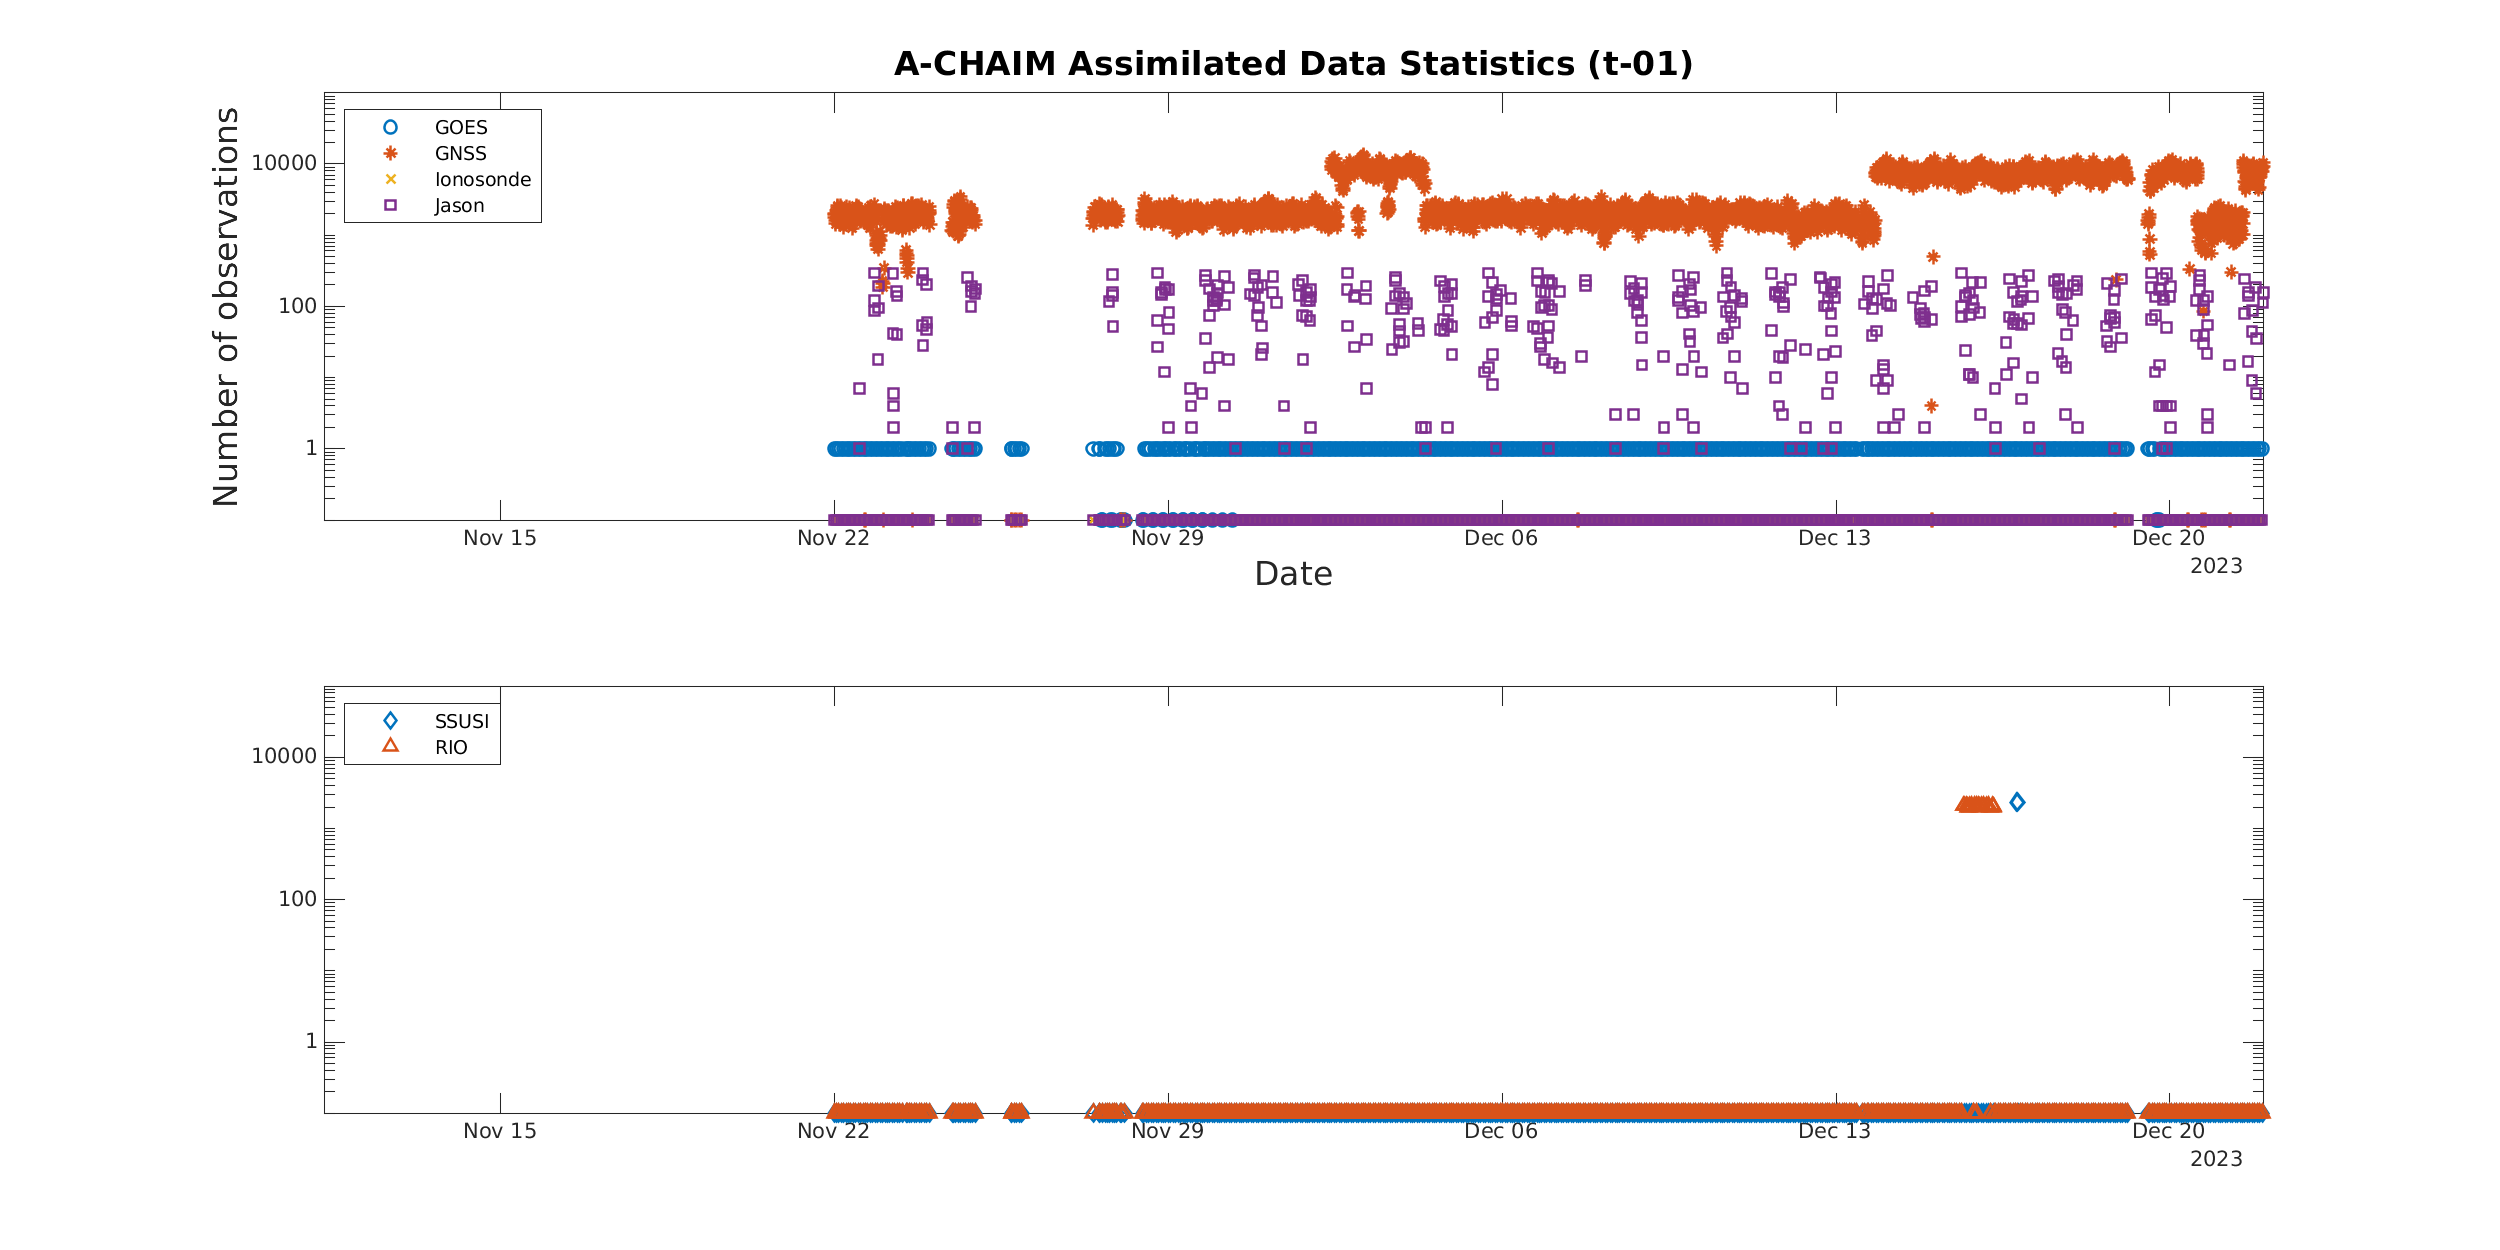 A-CHAIM Assimilated Data Statistics (t-01)
Number of observations
10000
100
1
GOES
GNSS
Ionosonde
Jason
Nov 15
Nov 22
Nov 29
Dec 06
Dec 13
Dec 20
2023
Date
10000
100
1
SSUSI
RIO
Nov 15
Nov 22
Nov 29
Dec 06
Dec 13
Dec 20
2023